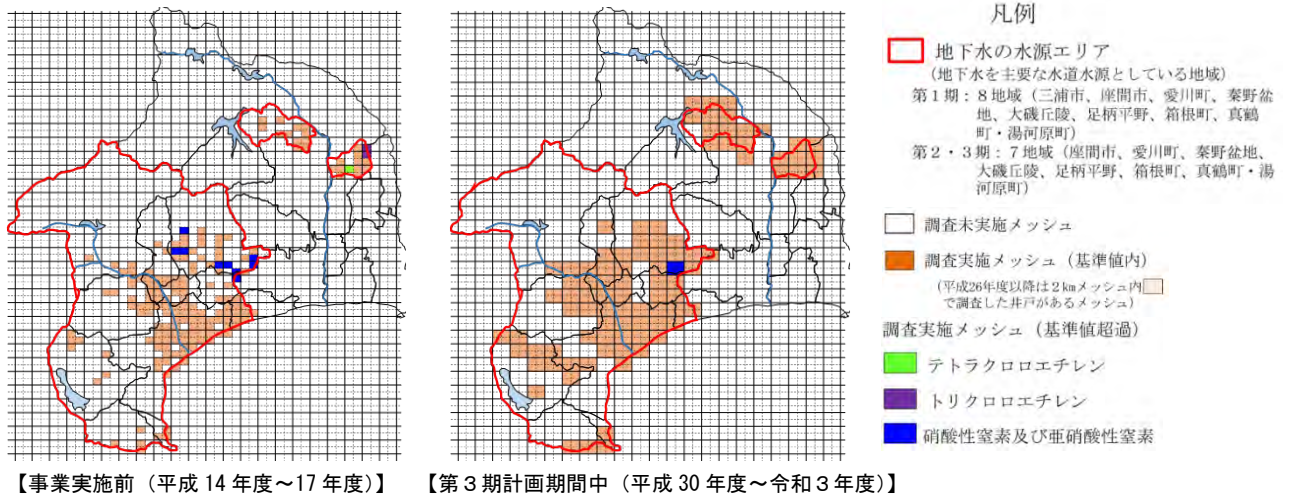 凡例
地下水の水源エリア
(地下水を主要な水道水源としている地域)
第1期：8地域（三浦市、座間市、愛川町、秦野盆
地、大磯丘陵、足柄平野、箱根町、真鶴
町・湯河原町）
第2・3期：7地域（座間市、愛川町、秦野盆地、
大磯丘陵、足柄平野、箱根町、真鶴町・湯
河原町）
調査未実施メッシュ
調査実施メッシュ（基準値内）
(平成26年度以降は2㎞メッシュ内
で調査した井戸があるメッシュ)
調査実施メッシュ（基準値超過）
テトラクロロエチレン
トリクロロエチレン
硝酸性窒素及び亜硝酸性窒素
【事業実施前（平成 14 年度～17 年度）】
【第３期計画期間中（平成 30 年度～令和３年度）】